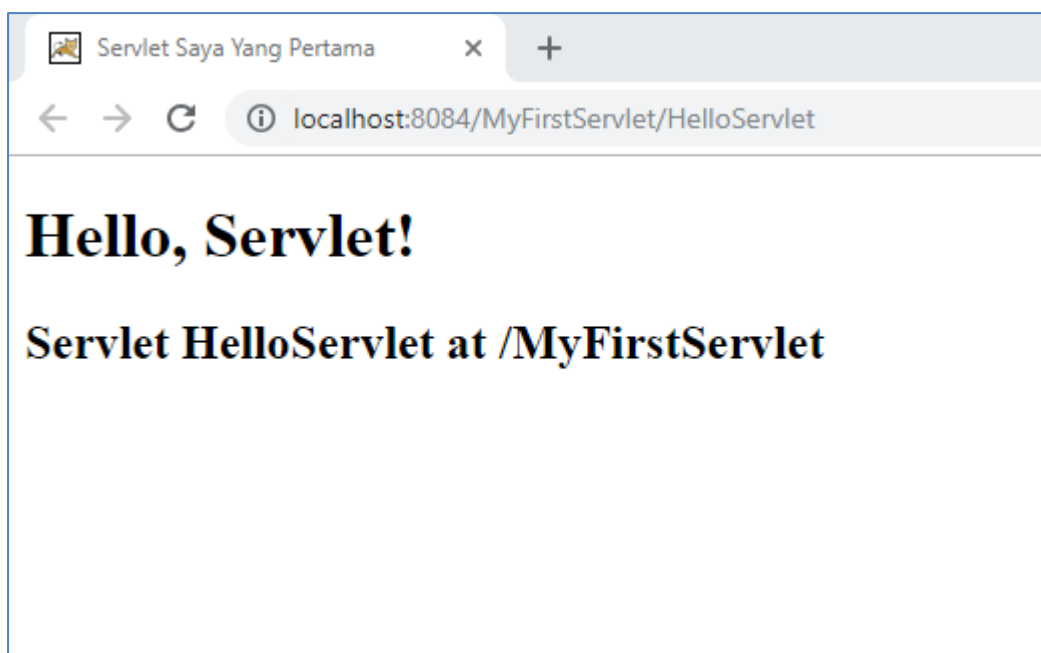 Servlet Saya Yang Pertama
localhost:8084/MyFirstServlet/HelloServlet
Hello, Servlet!
Servlet HelloServlet at /MyFirstServlet